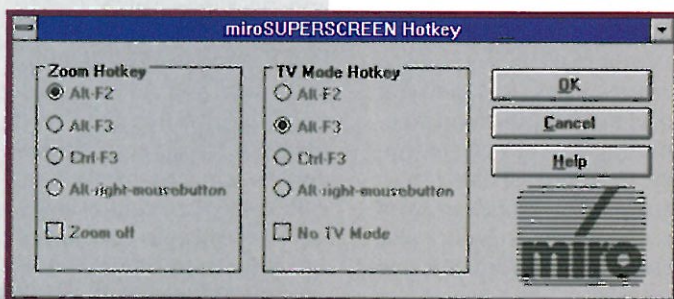 miroSUPERSCREEN Hotkey
Zoom Hotkey
Alt-F2
Alt-F3
Ctrl-F3
Alt-right-mousebutton
Zoom off
TV Mode Hotkey
Alt-F2
Alt-F3
Ctrl-F3
Alt-right-mousebutton
No TV Mode
OK
Cancel
Help
miro